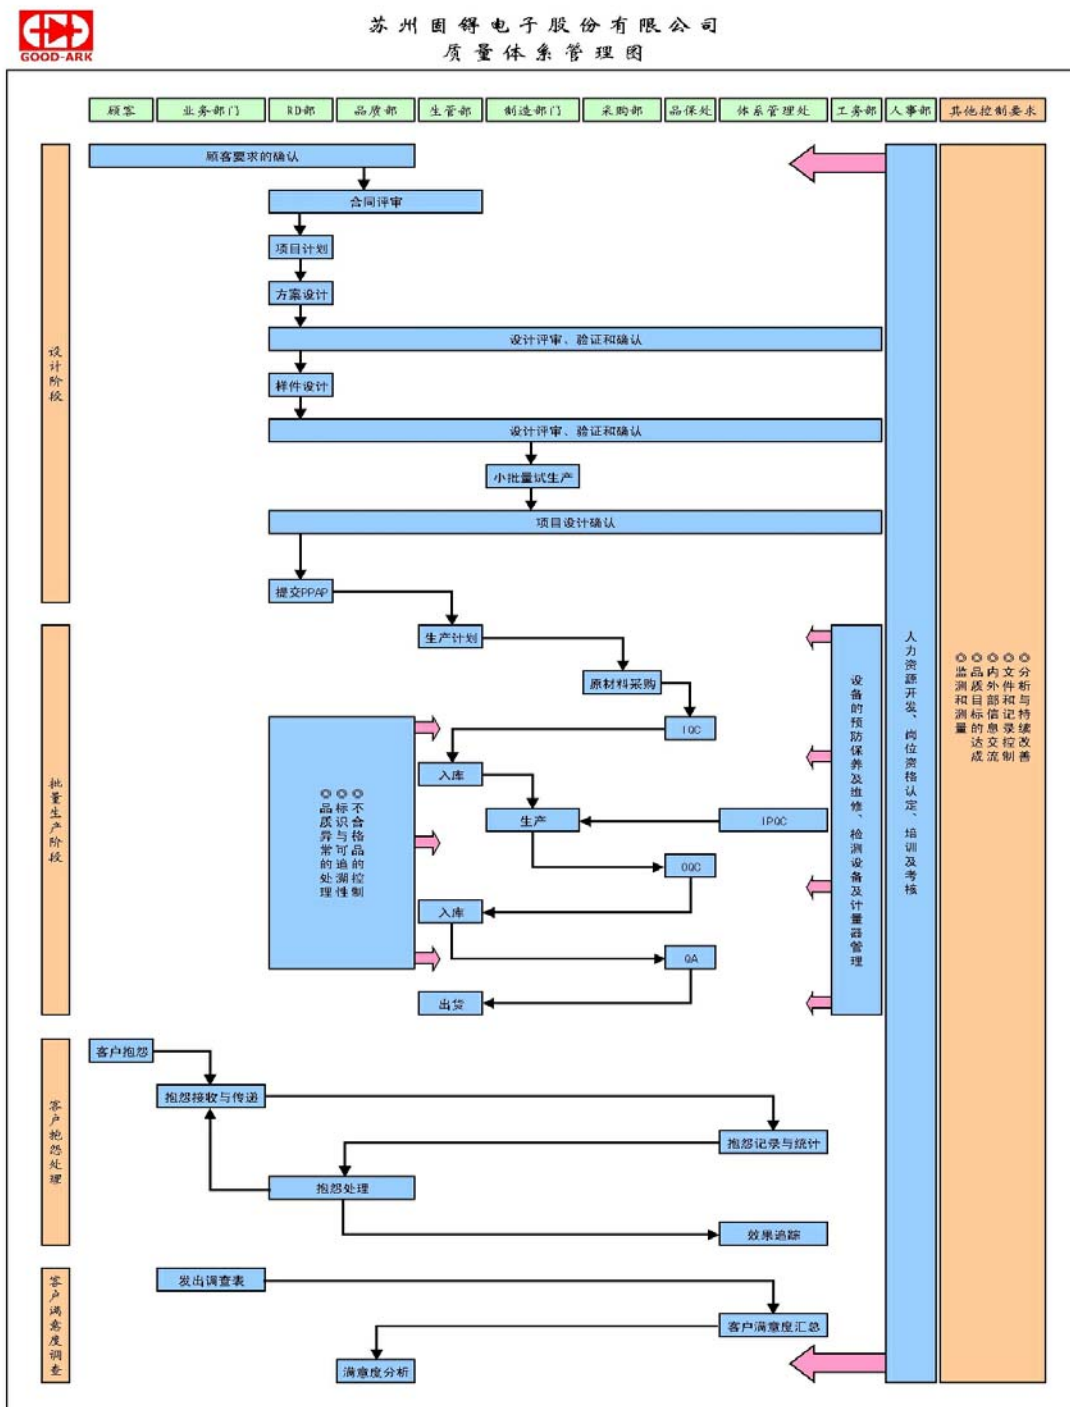 GOOD-ARK
苏州固锝电子股份有限公司
质量体系管理图
顾客
业务部门
RD部
品质部
生管部
制造部门
采购部
品保处
体系管理处
工务部
人事部
其他控制要求
设计阶段
顾客要求的确认
合同评审
项目计划
方案设计
设计评审、验证和确认
样件设计
设计评审、验证和确认
小批量试生产
项目设计确认
提交PPAP
批量生产阶段
生产计划
原材料采购
IQC
入库
生产
IPQC
OQC
入库
QA
出货
◎不合格品的控制
◎标识与可追溯性
◎品质异常的处理
设备的预防保养及维修、检测设备及计量器管理
人力资源开发、岗位资格认定、培训及考核
◎分析与持续改善
◎文件和记录控制
◎内外部信息交流
◎品质目标的达成
◎监测和测量
客户抱怨处理
客户抱怨
抱怨接收与传递
抱怨记录与统计
抱怨处理
效果追踪
客户满意度调查
发出调查表
客户满意度汇总
满意度分析